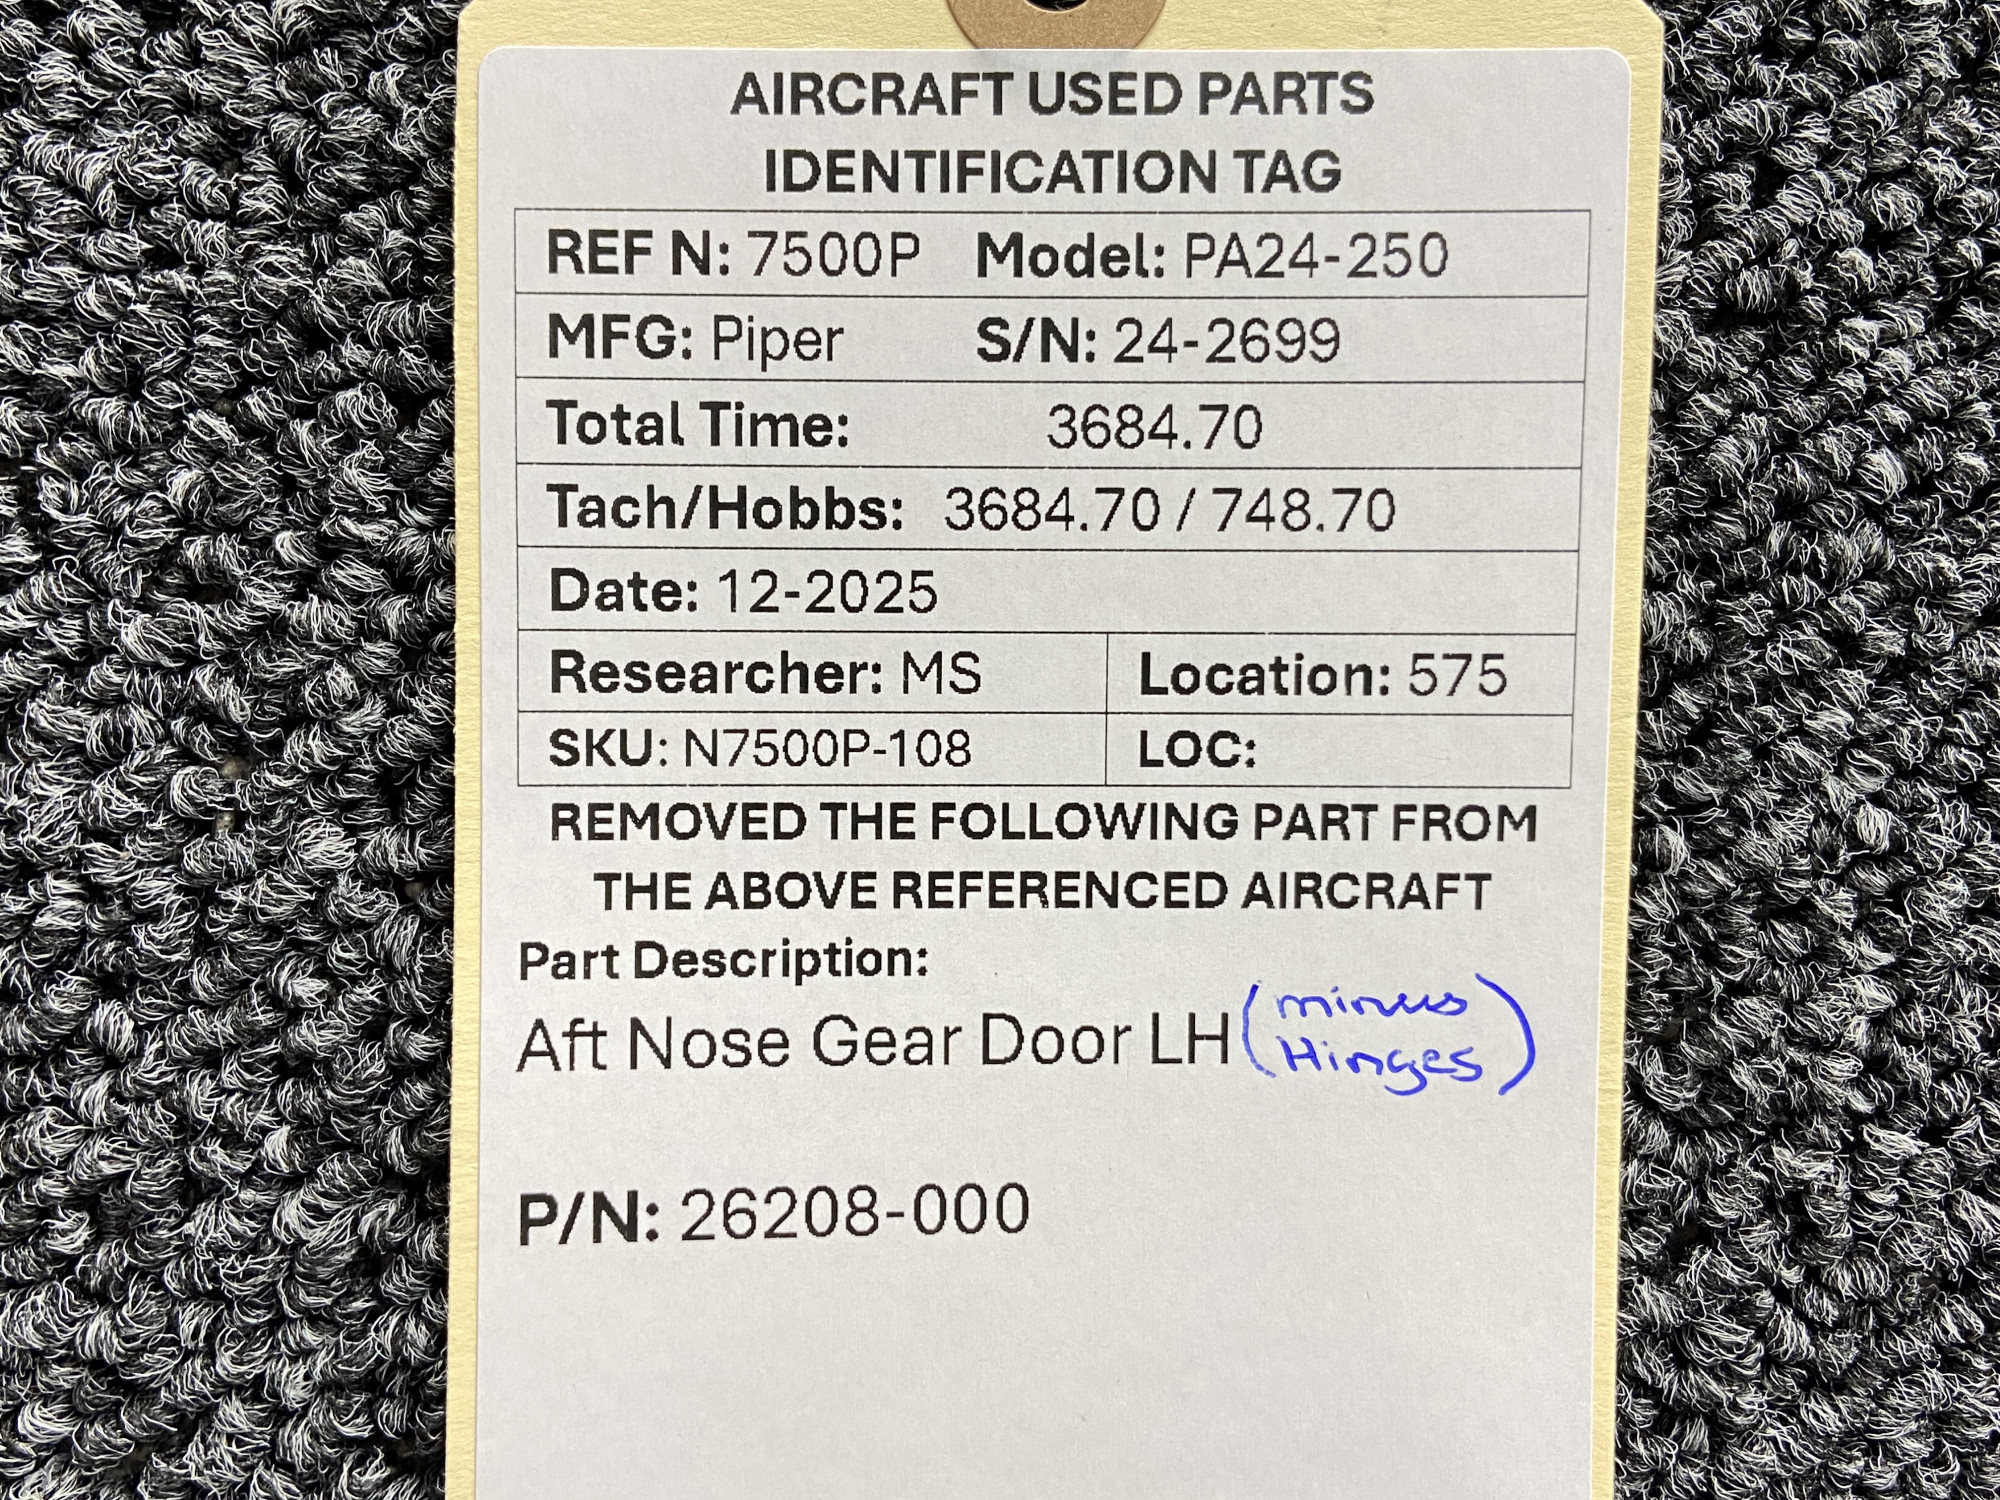 AIRCRAFT USED PARTS
IDENTIFICATION TAG
REF N: 7500P Model: PA24-250
MFG: Piper S/N: 24-2699
Total Time: 3684.70
Tach/Hobbs: 3684.70 / 748.70
Date: 12-2025
Researcher: MS Location: 575
SKU: N7500P-108 LOC:
REMOVED THE FOLLOWING PART FROM
THE ABOVE REFERENCED AIRCRAFT
Part Description:
Aft Nose Gear Door LH (minus
Hinges)
P/N: 26208-000